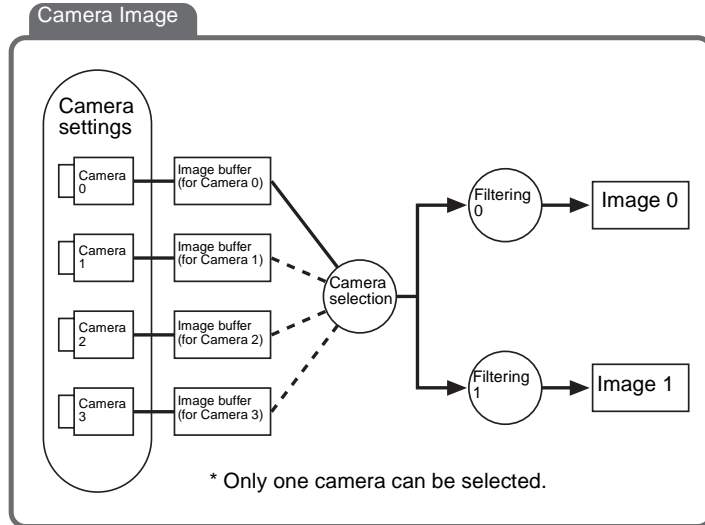 Camera Image
Camera
settings
Camera
0
Image buffer
(for Camera 0)
Camera
1
Image buffer
(for Camera 1)
Camera
2
Image buffer
(for Camera 2)
Camera
3
Image buffer
(for Camera 3)
Camera
selection
Filtering
0
Image 0
Filtering
1
Image 1
* Only one camera can be selected.